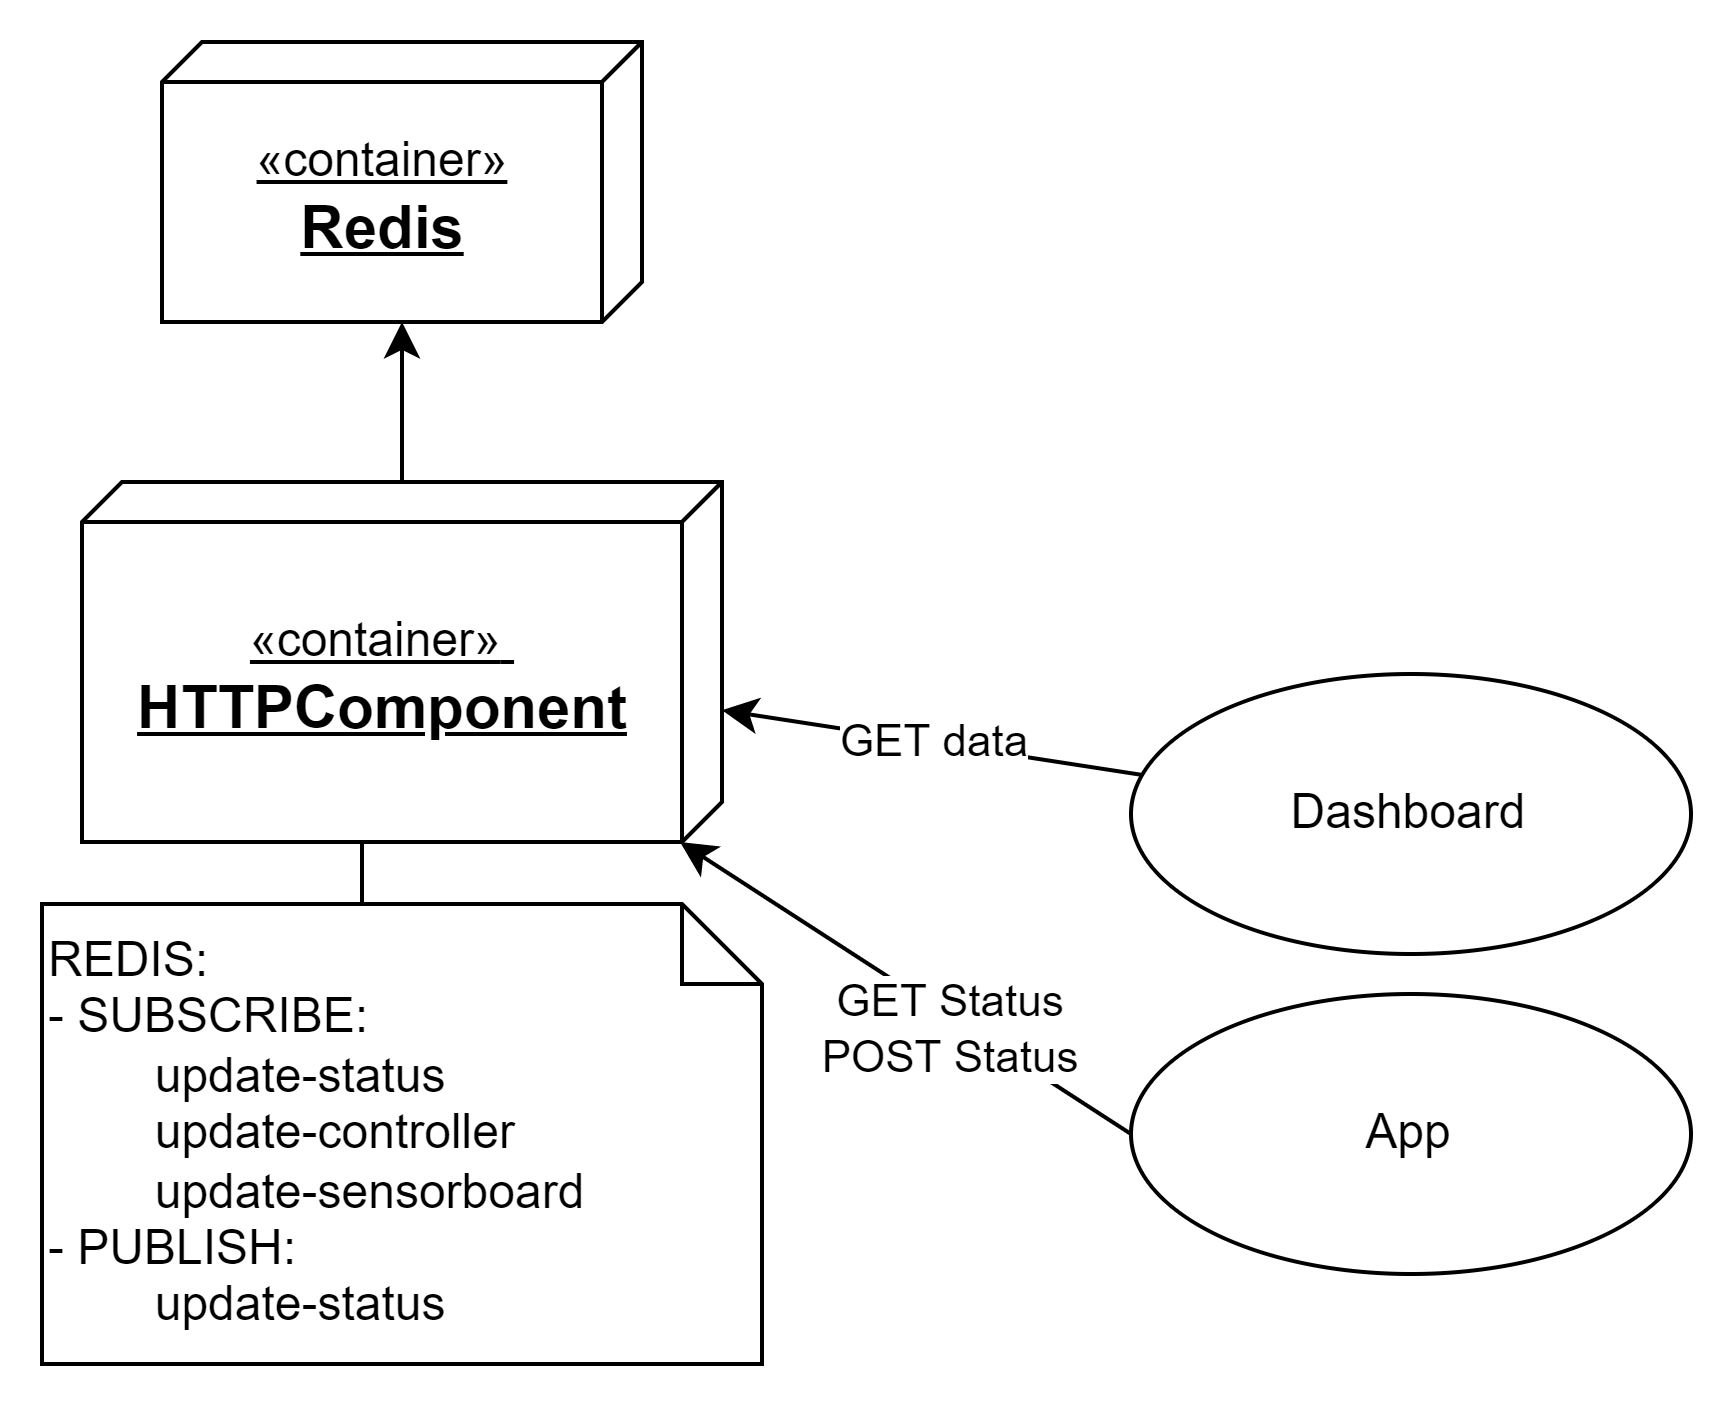 «container»
Redis
«container»
HTTPComponent
GET data
Dashboard
GET Status
POST Status
App
REDIS:
- SUBSCRIBE:
update-status
update-controller
update-sensorboard
- PUBLISH:
update-status